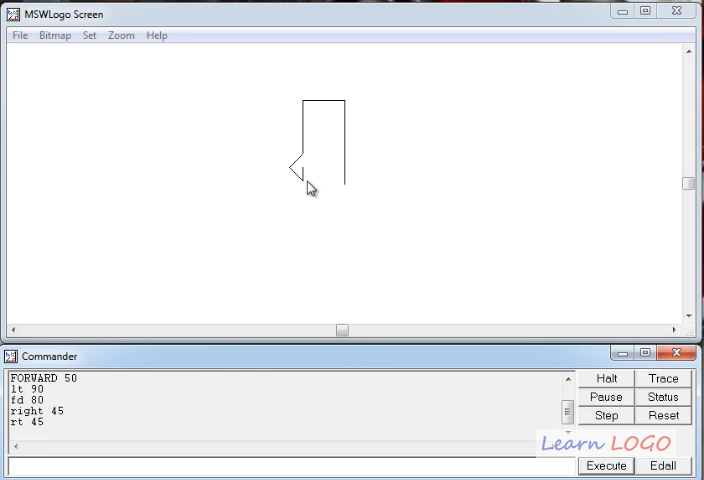 MSWLogo Screen
File Bitmap Set Zoom Help
Commander
FORWARD 50
lt 90
fd 80
right 45
rt 45
Halt Trace
Pause Status
Step Reset
Learn LOGO
Execute Edall